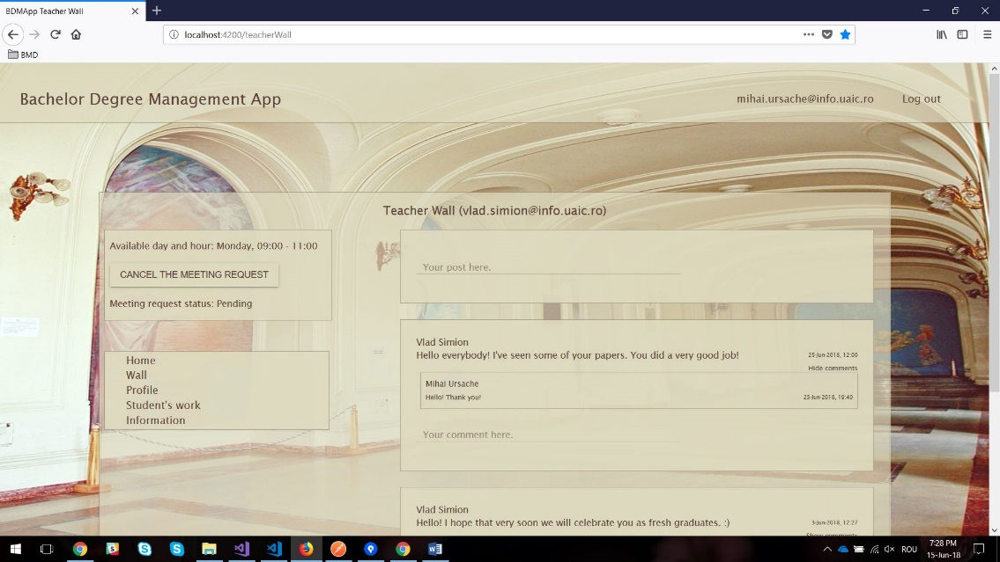 BDMApp Teacher Wall
localhost:4200/teacherWall
BMD
Bachelor Degree Management App
mihai.ursache@info.uaic.ro
Log out
Teacher Wall (vlad.simion@info.uaic.ro)
Available day and hour: Monday, 09:00 - 11:00
CANCEL THE MEETING REQUEST
Meeting request status: Pending
Home
Wall
Profile
Student's work
Information
Your post here.
Vlad Simion
Hello everybody! I've seen some of your papers. You did a very good job!
25-Jun-2018, 12:00
Hide comments
Mihai Ursache
Hello! Thank you!
25-Jun-2018, 19:40
Your comment here.
Vlad Simion
Hello! I hope that very soon we will celebrate you as fresh graduates. :)
3-Jun-2018, 12:27
Show comments
ROU
7:28 PM
15-Jun-18